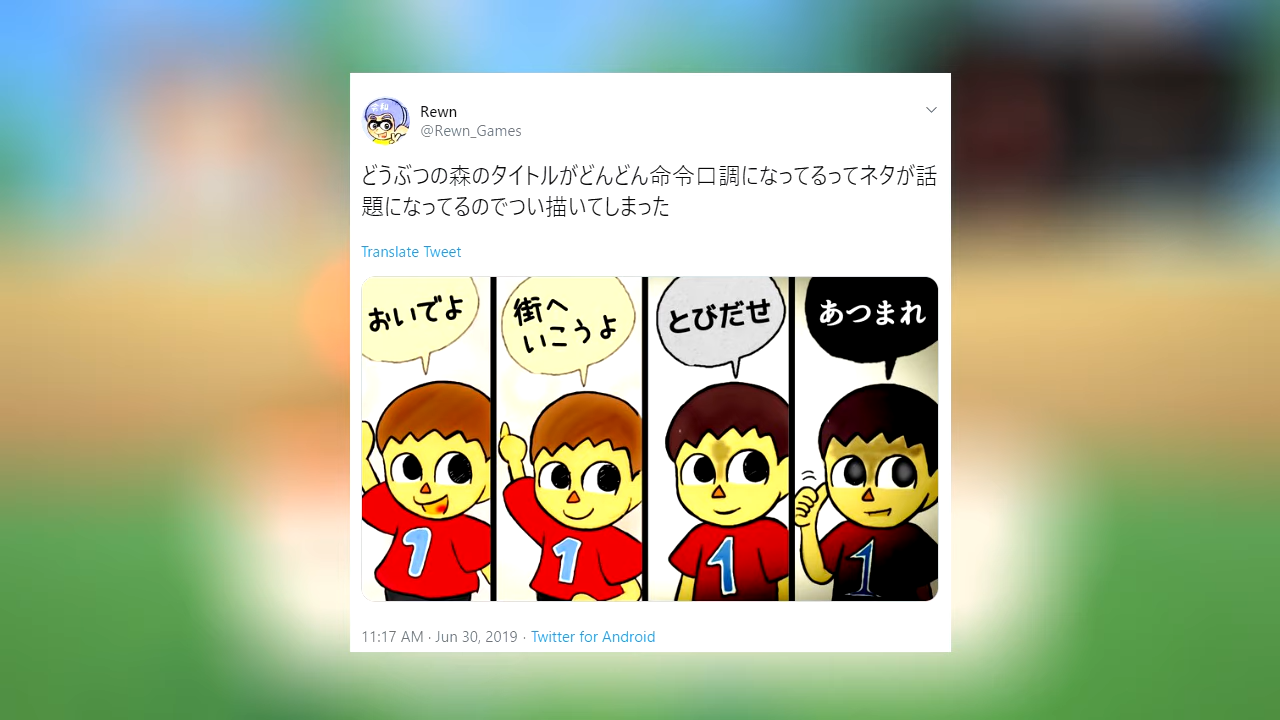 Rewn
@Rewn_Games
どうぶつの森のタイトルがどんどん命令口調になってるってネタが話
題になってるのでつい描いてしまった
Translate Tweet
おいでよ
街へ
いこうよ
とびだせ
あつまれ
1
1
1
1
11:17 AM · Jun 30, 2019 · Twitter for Android